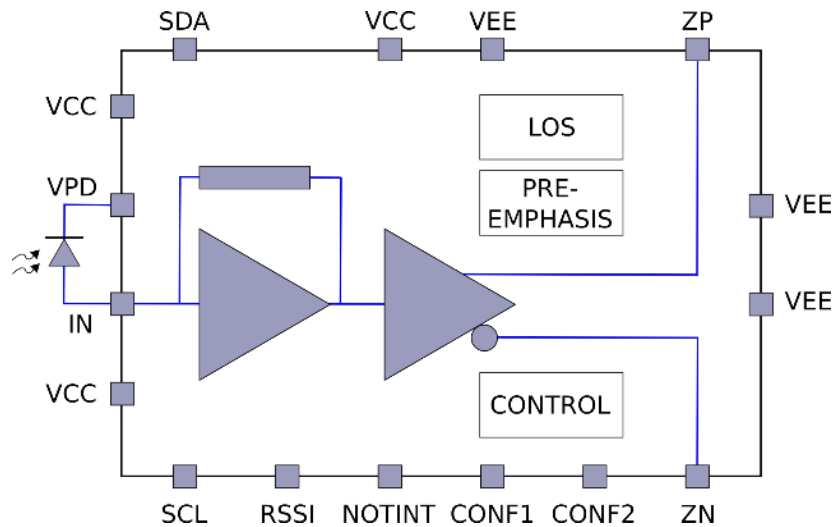 SDA
VCC
VEE
ZP
VCC
LOS
VPD
PRE-
EMPHASIS
VEE
VEE
IN
VCC
CONTROL
SCL
RSSI
NOTINT
CONF1
CONF2
ZN